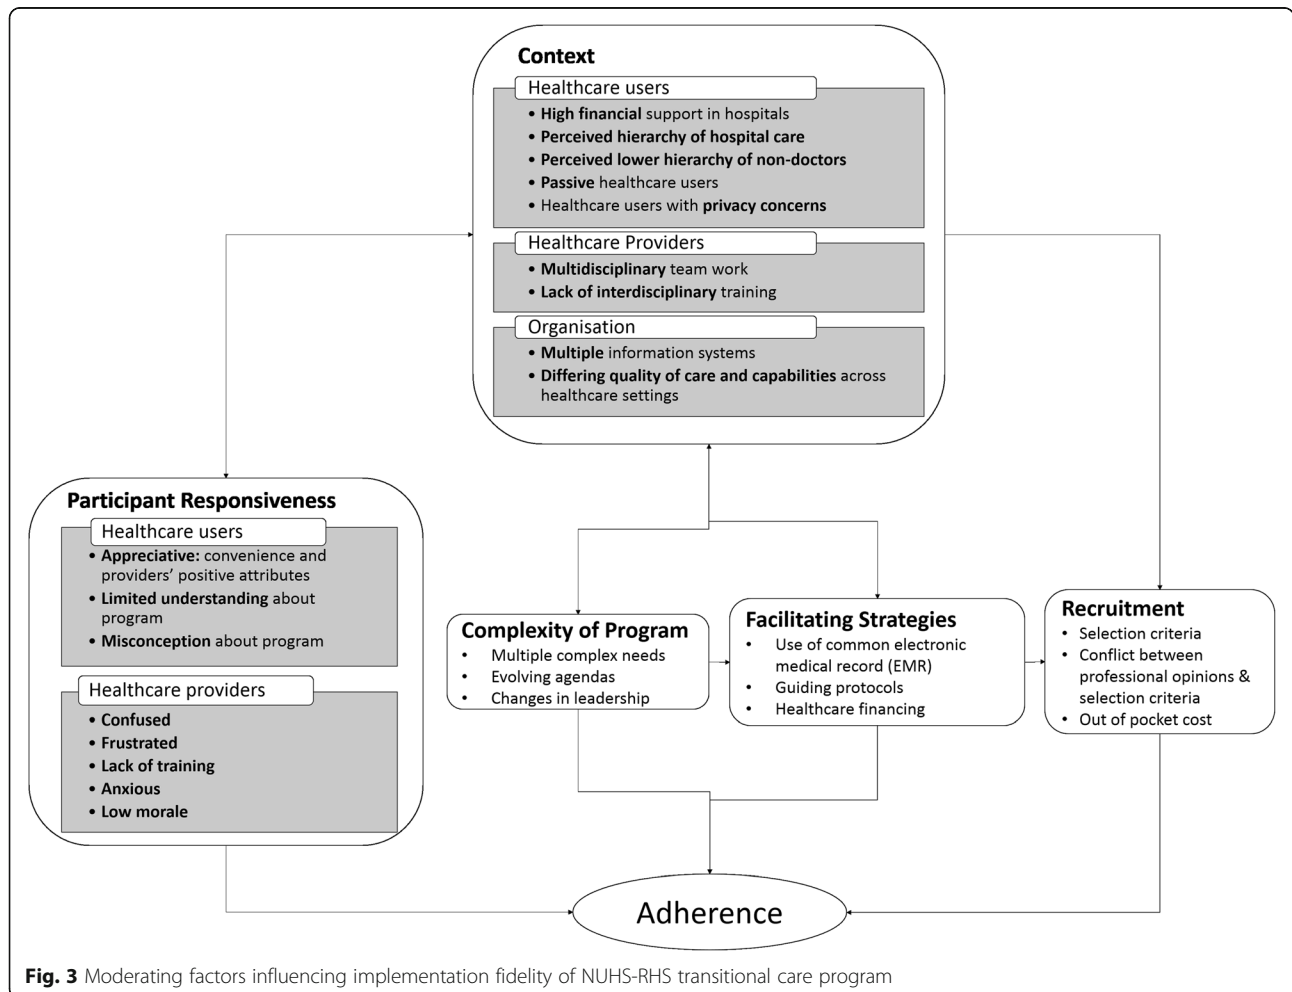 Context
Healthcare users
• High financial support in hospitals
• Perceived hierarchy of hospital care
• Perceived lower hierarchy of non-doctors
• Passive healthcare users
• Healthcare users with privacy concerns
Healthcare Providers
• Multidisciplinary team work
• Lack of interdisciplinary training
Organisation
• Multiple information systems
• Differing quality of care and capabilities across
healthcare settings
Participant Responsiveness
Healthcare users
• Appreciative: convenience and
providers’ positive attributes
• Limited understanding about
program
• Misconception about program
Healthcare providers
• Confused
• Frustrated
• Lack of training
• Anxious
• Low morale
Complexity of Program
• Multiple complex needs
• Evolving agendas
• Changes in leadership
Facilitating Strategies
• Use of common electronic
medical record (EMR)
• Guiding protocols
• Healthcare financing
Recruitment
• Selection criteria
• Conflict between
professional opinions &
selection criteria
• Out of pocket cost
Adherence
Fig. 3 Moderating factors influencing implementation fidelity of NUHS-RHS transitional care program